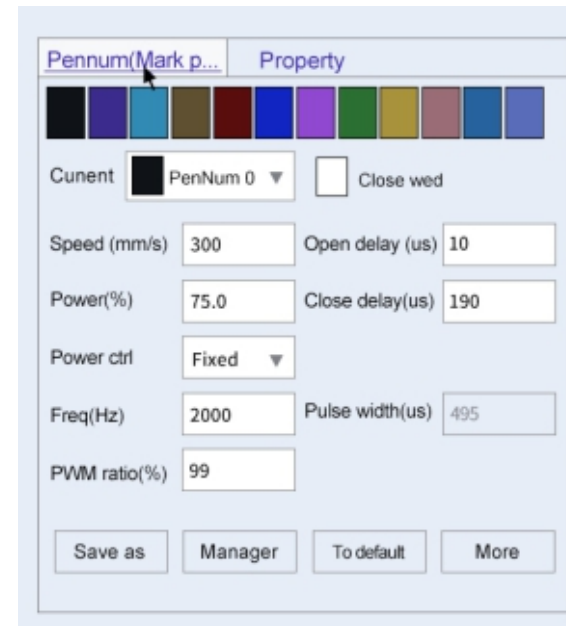 Pennum(Mark p... Property
Cunent PenNum 0 Close wed
Speed (mm/s) 300 Open delay (us) 10
Power(%) 75.0 Close delay(us) 190
Power ctrl Fixed
Freq(Hz) 2000 Pulse width(us) 495
PWM ratio(%) 99
Save as Manager To default More